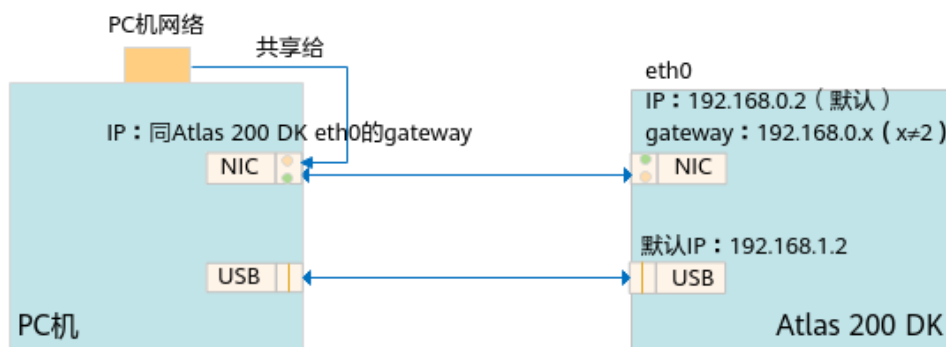 PC机网络
共享给
IP：同Atlas 200 DK eth0的gateway
NIC
USB
PC机
eth0
IP：192.168.0.2（默认）
gateway：192.168.0.x（x≠2）
NIC
默认IP：192.168.1.2
USB
Atlas 200 DK